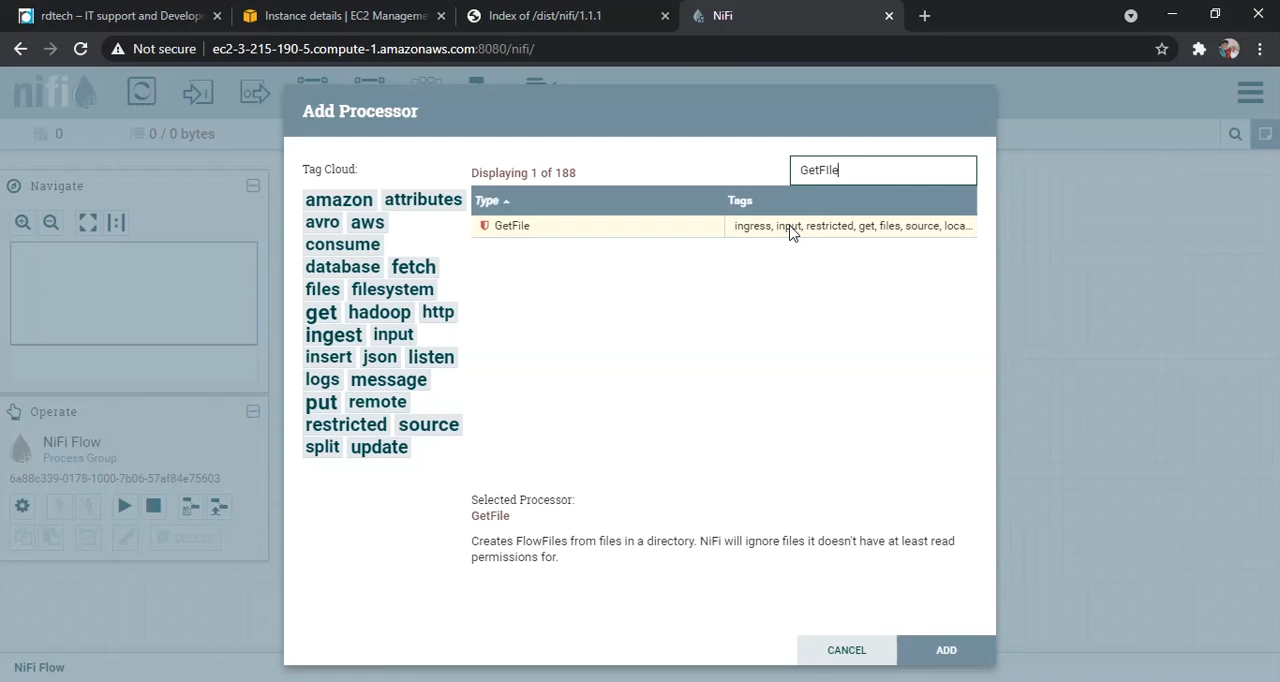 rdtech – IT support and Develop
Instance details | EC2 Manageme
Index of /dist/nifi/1.1.1
NiFi
Not secure
ec2-3-215-190-5.compute-1.amazonaws.com:8080/nifi/
nifi
0
0 / 0 bytes
Add Processor
Tag Cloud:
Displaying 1 of 188
GetFIle
amazon attributes
avro aws
consume
database fetch
files filesystem
get hadoop http
ingest input
insert json listen
logs message
put remote
restricted source
split update
Type
Tags
GetFile
ingress, input, restricted, get, files, source, loca...
Selected Processor:
GetFile
Creates FlowFiles from files in a directory. NiFi will ignore files it doesn't have at least read
permissions for.
CANCEL
ADD
Navigate
Operate
NiFi Flow
Process Group
6a88c339-0178-1000-7b06-57af84e75603
DELETE
NiFi Flow